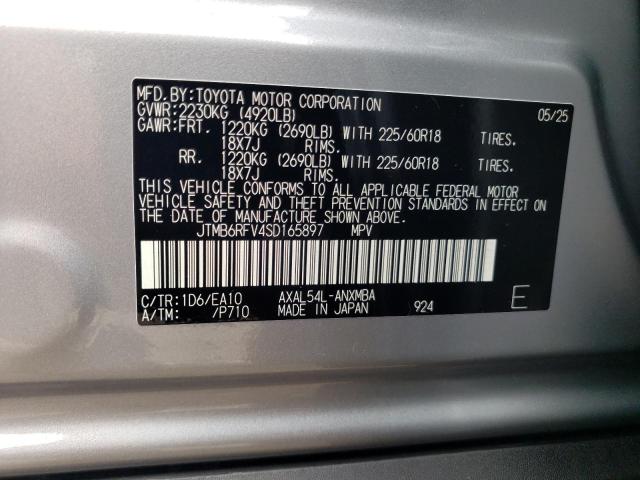 MFD.BY:TOYOTA MOTOR CORPORATION 05/25
GVWR:2230KG (4920LB)
GAWR:FRT. 1220KG (2690LB) WITH 225/60R18 TIRES.
18X7J RIMS.
RR. 1220KG (2690LB) WITH 225/60R18 TIRES.
18X7J RIMS.
THIS VEHICLE CONFORMS TO ALL APPLICABLE FEDERAL MOTOR
VEHICLE SAFETY AND THEFT PREVENTION STANDARDS IN EFFECT ON
THE DATE OF MANUFACTURE SHOWN ABOVE.
JTMB6RFV4SD165897 MPV
C/TR:1D6/EA10 AXAL54L-ANXMBA E
A/TM: /P710 MADE IN JAPAN 924